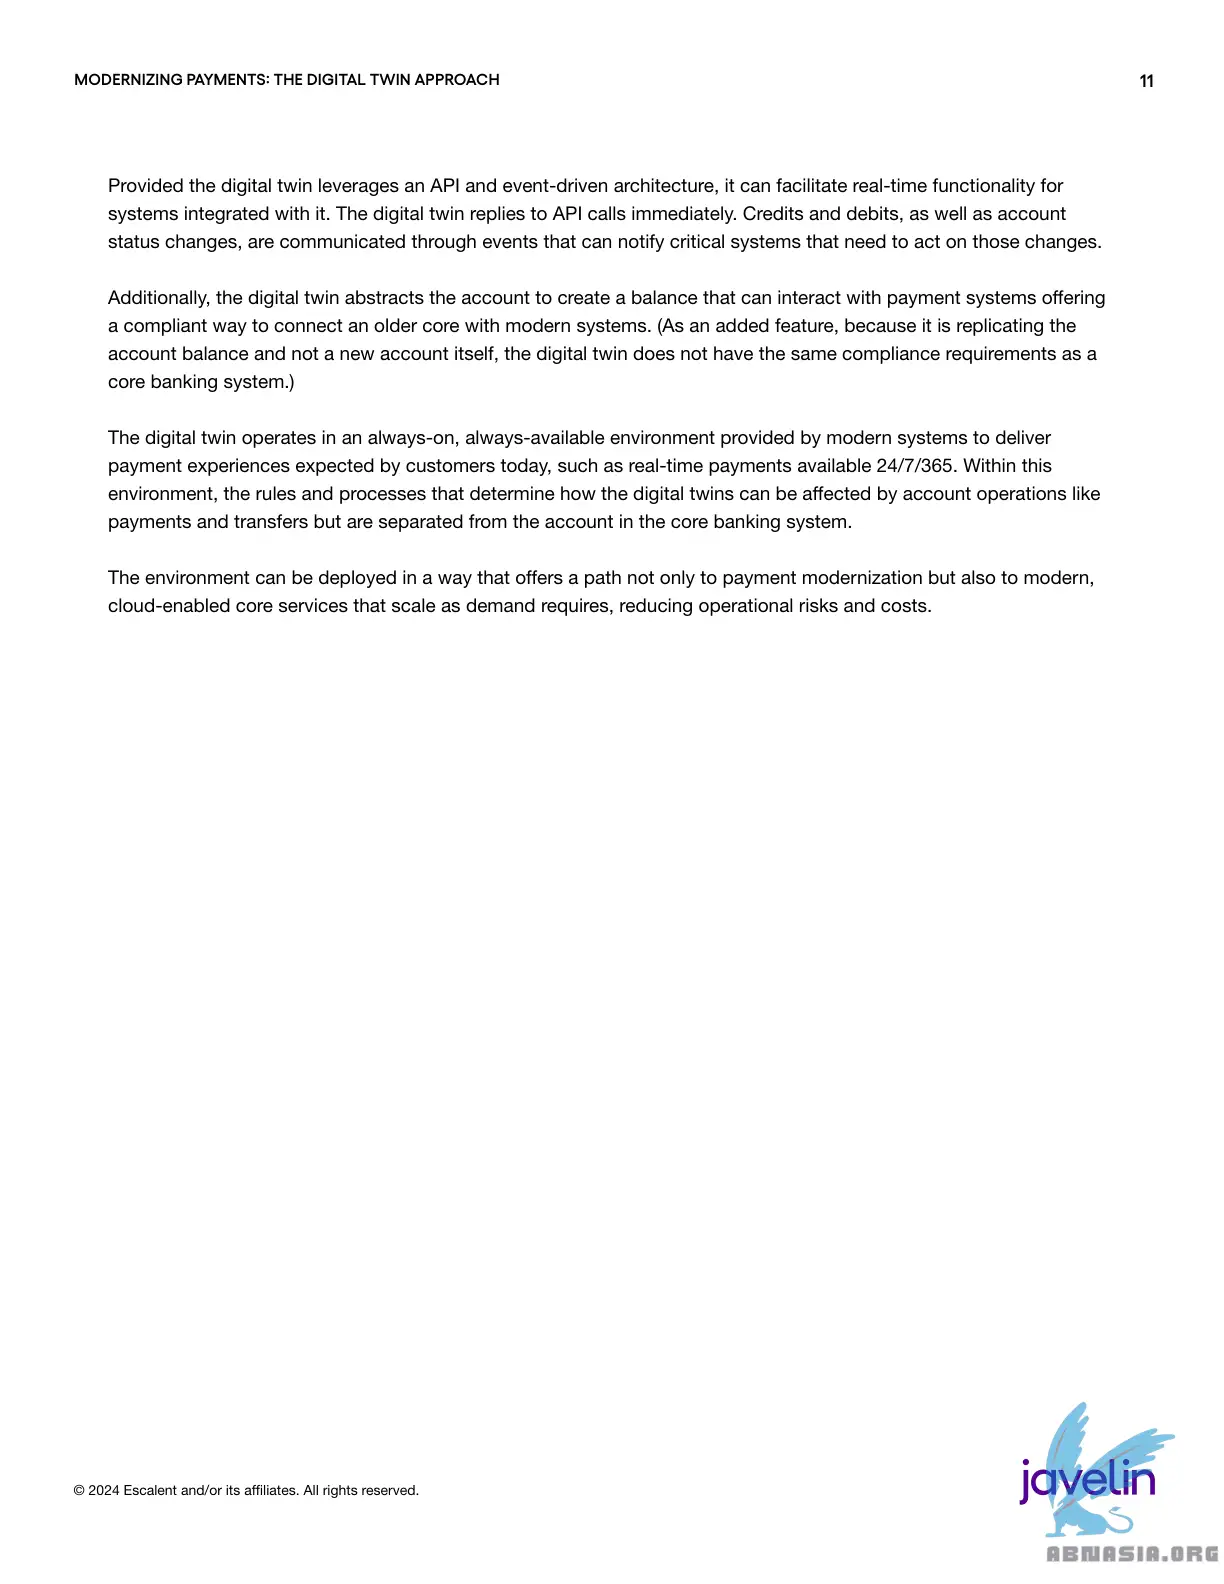 MODERNIZING PAYMENTS: THE DIGITAL TWIN APPROACH
11
Provided the digital twin leverages an API and event-driven architecture, it can facilitate real-time functionality for
systems integrated with it. The digital twin replies to API calls immediately. Credits and debits, as well as account
status changes, are communicated through events that can notify critical systems that need to act on those changes.
Additionally, the digital twin abstracts the account to create a balance that can interact with payment systems offering
a compliant way to connect an older core with modern systems. (As an added feature, because it is replicating the
account balance and not a new account itself, the digital twin does not have the same compliance requirements as a
core banking system.)
The digital twin operates in an always-on, always-available environment provided by modern systems to deliver
payment experiences expected by customers today, such as real-time payments available 24/7/365. Within this
environment, the rules and processes that determine how the digital twins can be affected by account operations like
payments and transfers but are separated from the account in the core banking system.
The environment can be deployed in a way that offers a path not only to payment modernization but also to modern,
cloud-enabled core services that scale as demand requires, reducing operational risks and costs.
© 2024 Escalent and/or its affiliates. All rights reserved.
javelin
ABNASIA.ORG